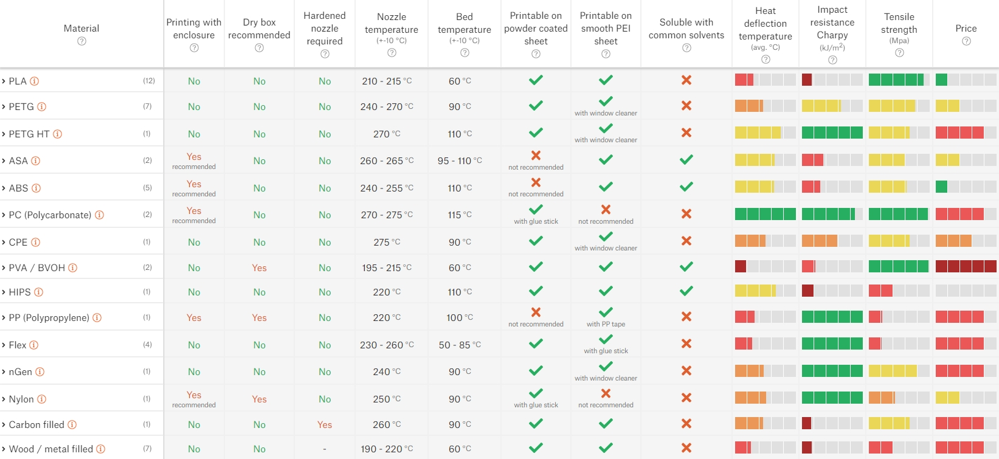 Material
Printing with enclosure
Dry box recommended
Hardened nozzle required
Nozzle temperature (+-10 °C)
Bed temperature (+-10 °C)
Printable on powder coated sheet
Printable on smooth PEI sheet
Soluble with common solvents
Heat deflection temperature (avg. °C)
Impact resistance Charpy (kJ/m²)
Tensile strength (Mpa)
Price
PLA (12) No No No 210 - 215 °C 60 °C
PETG (7) No No No 240 - 270 °C 90 °C with window cleaner
PETG HT (1) No No No 270 °C 110 °C with window cleaner
ASA (2) Yes recommended No No 260 - 265 °C 95 - 110 °C not recommended
ABS (5) Yes recommended No No 240 - 255 °C 110 °C not recommended
PC (Polycarbonate) (2) Yes recommended No No 270 - 275 °C 115 °C with glue stick not recommended
CPE (1) No No No 275 °C 90 °C with window cleaner
PVA / BVOH (2) No Yes No 195 - 215 °C 60 °C
HIPS (1) No No No 220 °C 110 °C
PP (Polypropylene) (1) Yes Yes No 220 °C 100 °C not recommended with PP tape
Flex (4) No No No 230 - 260 °C 50 - 85 °C with glue stick
nGen (1) No No No 240 °C 90 °C with window cleaner
Nylon (1) Yes recommended Yes No 250 °C 90 °C with glue stick not recommended
Carbon filled (1) No No Yes 260 °C 90 °C
Wood / metal filled (7) No No - 190 - 220 °C 60 °C